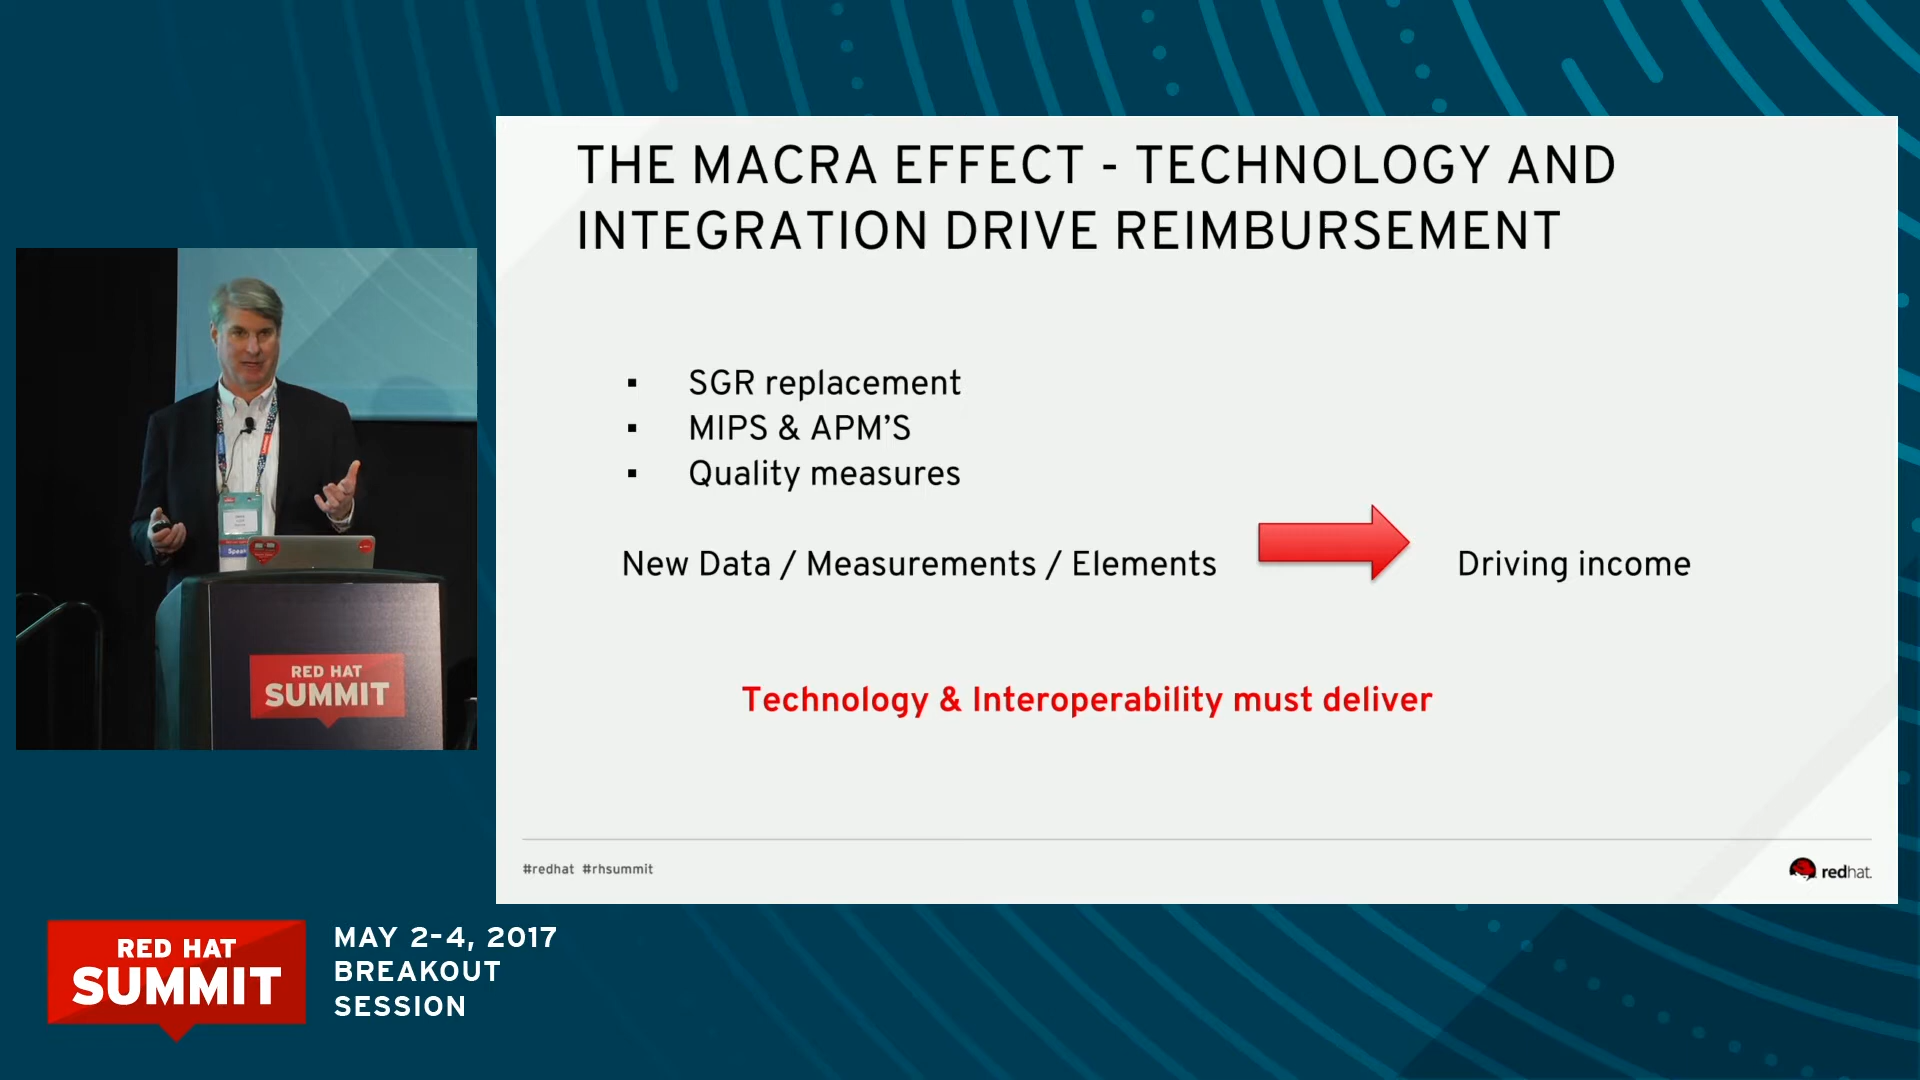 THE MACRA EFFECT - TECHNOLOGY AND
INTEGRATION DRIVE REIMBURSEMENT
▪ SGR replacement
▪ MIPS & APM’S
▪ Quality measures
New Data / Measurements / Elements
Driving income
Technology & Interoperability must deliver
#redhat #rhsummit
redhat.
RED HAT
SUMMIT
RED HAT
SUMMIT
MAY 2-4, 2017
BREAKOUT
SESSION